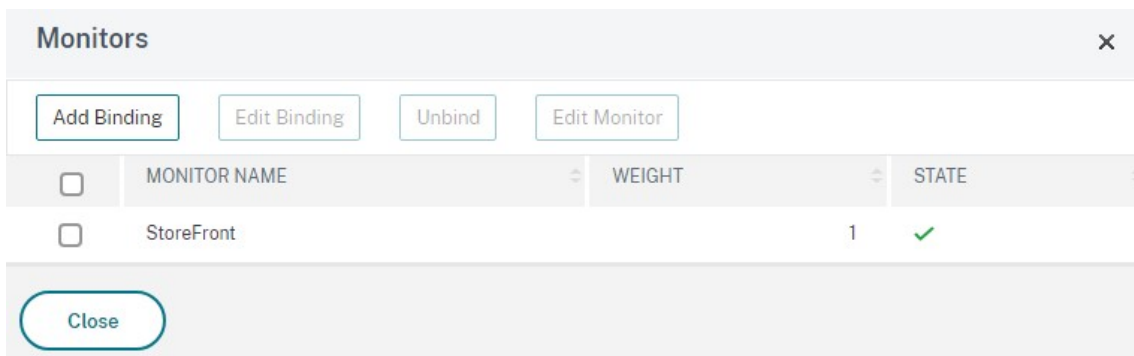 Monitors
Add Binding Edit Binding Unbind Edit Monitor
MONITOR NAME WEIGHT STATE
StoreFront 1
Close